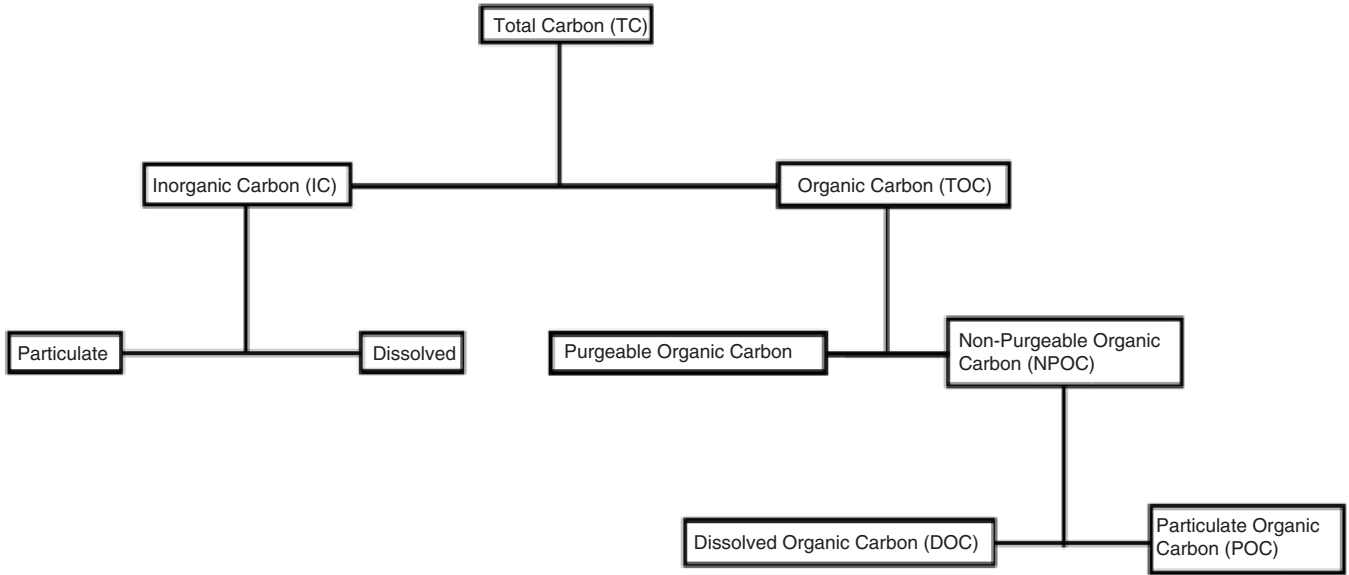 Total Carbon (TC)
Inorganic Carbon (IC)
Organic Carbon (TOC)
Particulate
Dissolved
Purgeable Organic Carbon
Non-Purgeable Organic
Carbon (NPOC)
Dissolved Organic Carbon (DOC)
Particulate Organic
Carbon (POC)